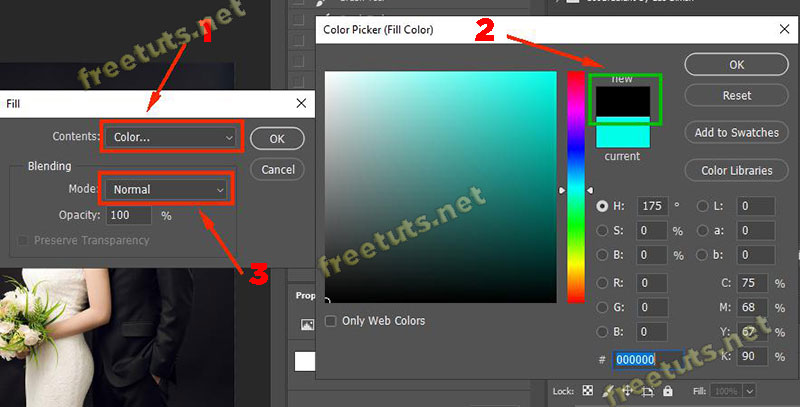 1
freetuts.net
Fill
Contents:
Color...
OK
Blending
Cancel
Mode:
Normal
Opacity:
100
%
Preserve Transparency
3
2
Color Picker (Fill Color)
new
current
OK
Reset
Add to Swatches
Color Libraries
H: 175 °
S: 0 %
B: 0 %
R: 0
G: 0
B: 0
L: 0
a: 0
b: 0
C: 75 %
M: 68 %
Y: 67 %
K: 90 %
# 000000
Only Web Colors
freetuts.net
freetuts.net
Lock:
Fill: 100%